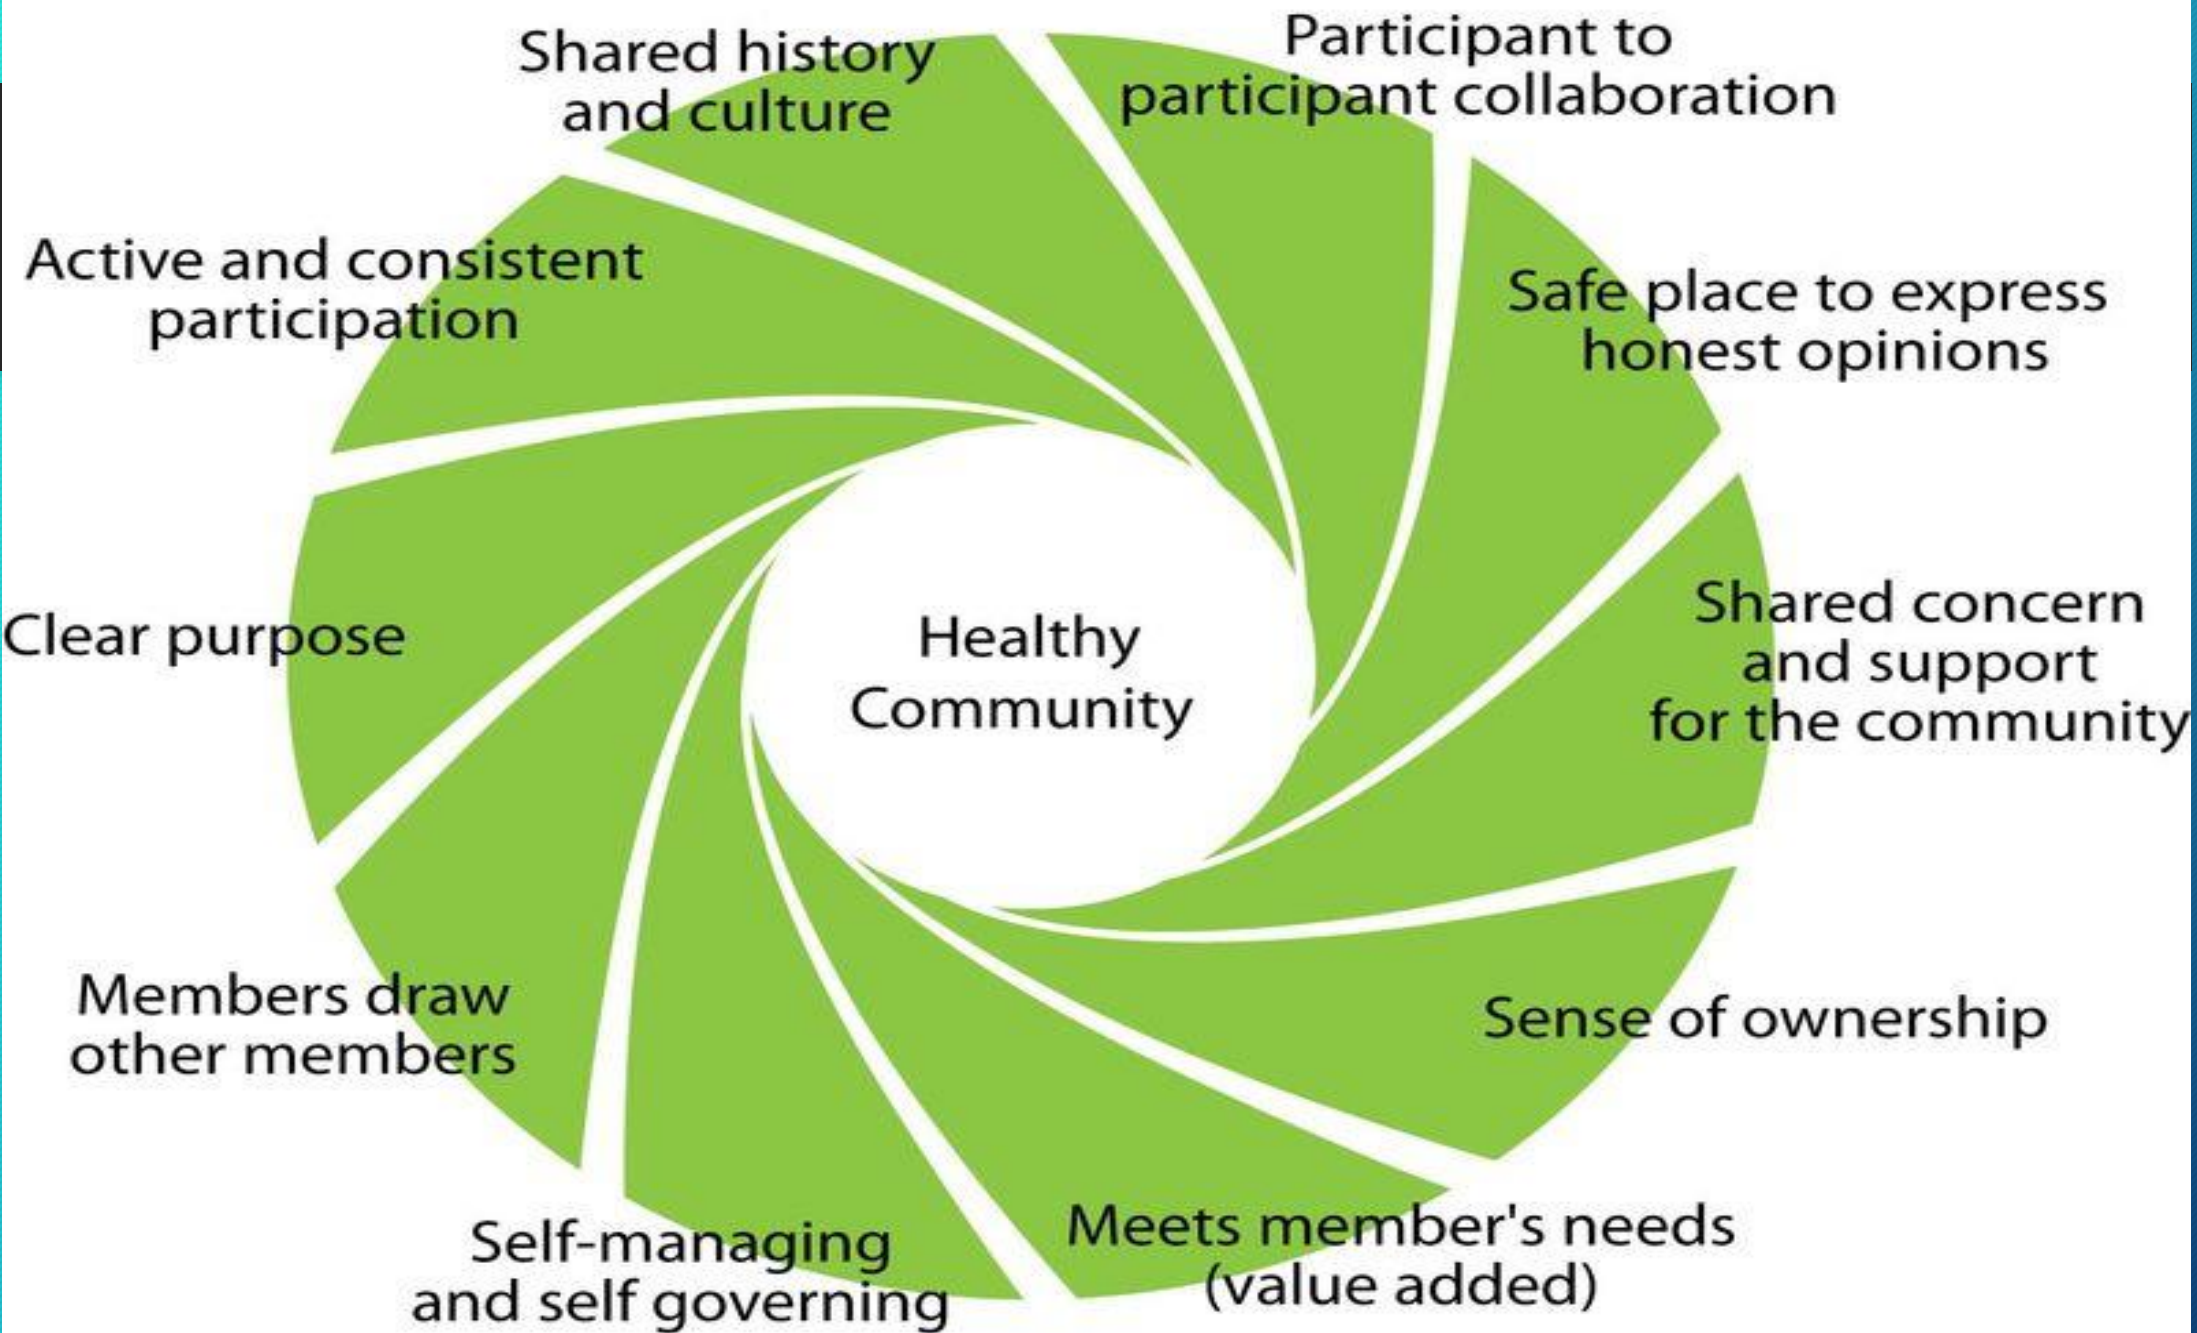 Shared history
and culture
Participant to
participant collaboration
Active and consistent
participation
Safe place to express
honest opinions
Clear purpose
Healthy
Community
Shared concern
and support
for the community
Members draw
other members
Sense of ownership
Self-managing
and self governing
Meets member's needs
(value added)